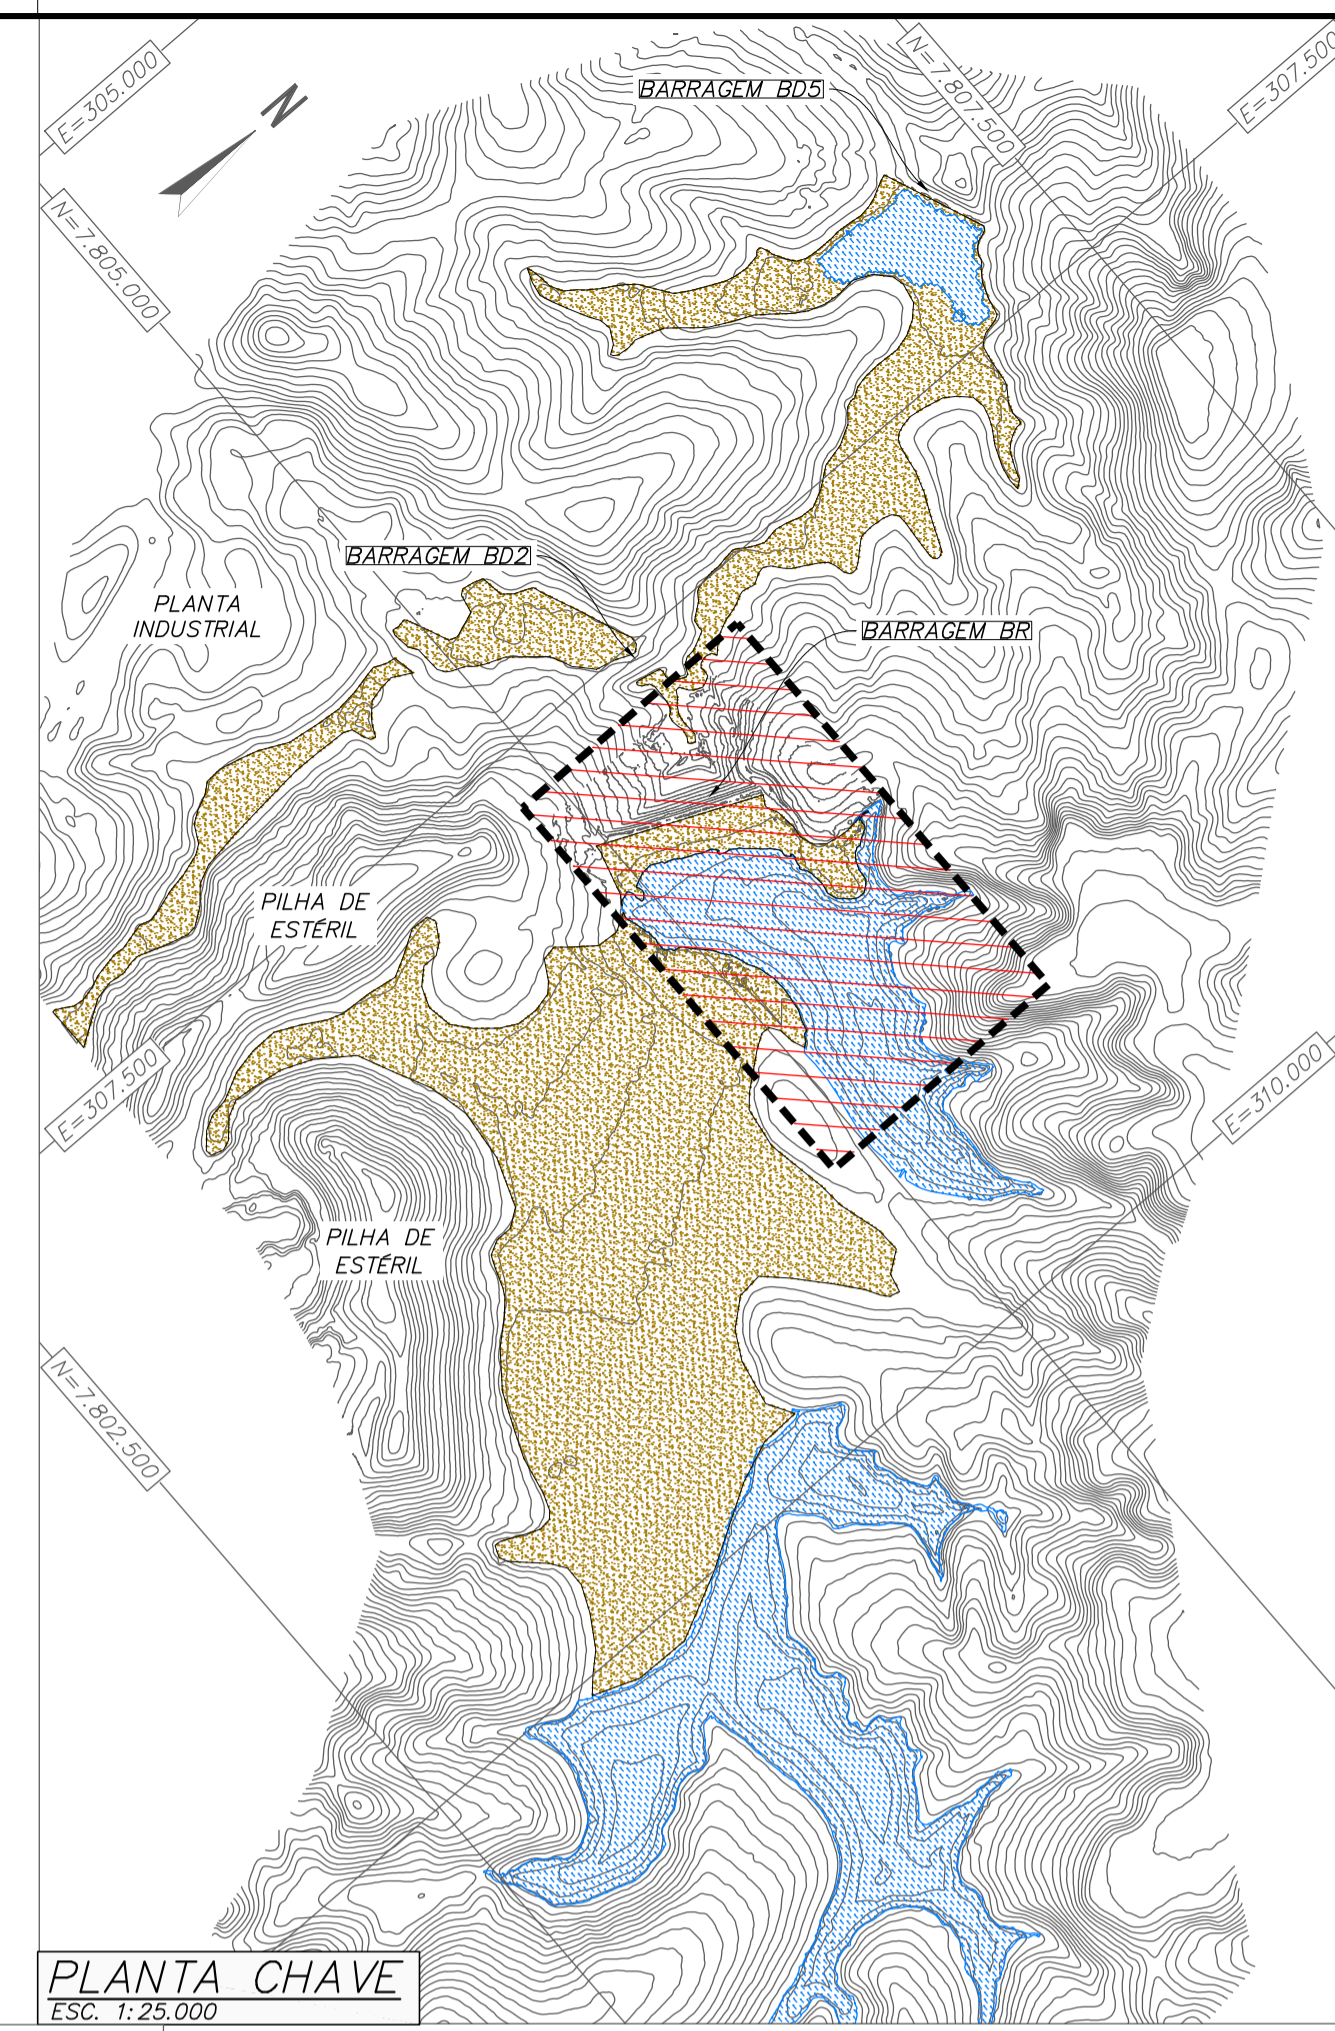 E=305.000
N
BARRAGEM BD5
N=7.807.500
E=307.500
N=7.805.000
BARRAGEM BD2
PLANTA
INDUSTRIAL
BARRAGEM BR
PILHA DE
ESTÉRIL
E=307.500
E=310.000
PILHA DE
ESTÉRIL
N=7.802.500
PLANTA CHAVE
ESC. 1:25.000